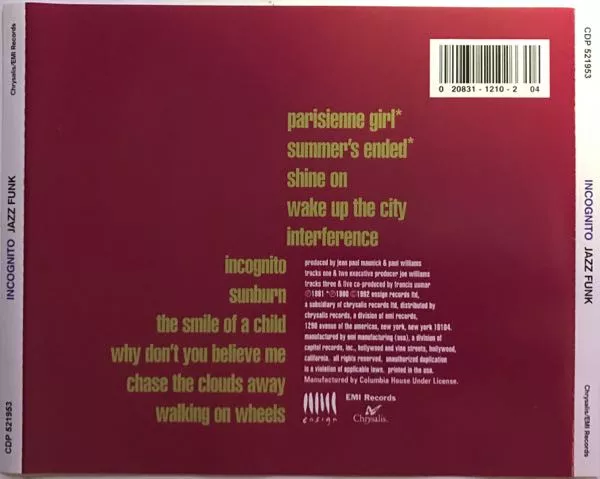 Chrysalis/EMI Records
INCOGNITO JAZZ FUNK
CDP 521953
0 20831 - 1210 - 2 04
parisienne girl*
summer's ended*
shine on
wake up the city
interference
incognito
sunburn
the smile of a child
why don't you believe me
chase the clouds away
walking on wheels
produced by jean paul maunick & paul williams
tracks one & two executive producer joe williams
tracks three & five co-produced by francis usmar
℗1981 *℗1980 ©1992 ensign records ltd,
a subsidiary of chrysalis records ltd, distributed by
chrysalis records, a division of emi records,
1290 avenue of the americas, new york, new york 10104.
manufactured by emi manufacturing (usa), a division of
capitol records, inc., hollywood and vine streets, hollywood,
california. all rights reserved. unauthorized duplication
is a violation of applicable laws. printed in the usa.
Manufactured by Columbia House Under License.
ensign
EMI Records
Chrysalis.
CDP 521953
INCOGNITO JAZZ FUNK
Chrysalis/EMI Records